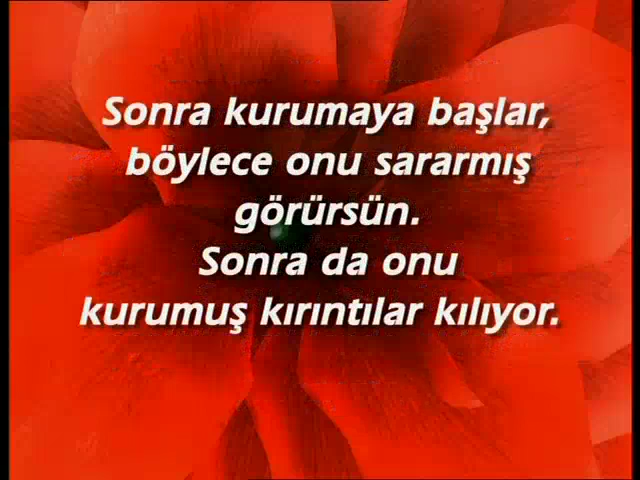 Sonra kurumaya başlar,
böylece onu sararmış
görürsün.
Sonra da onu
kurumuş kırıntılar kılıyor.